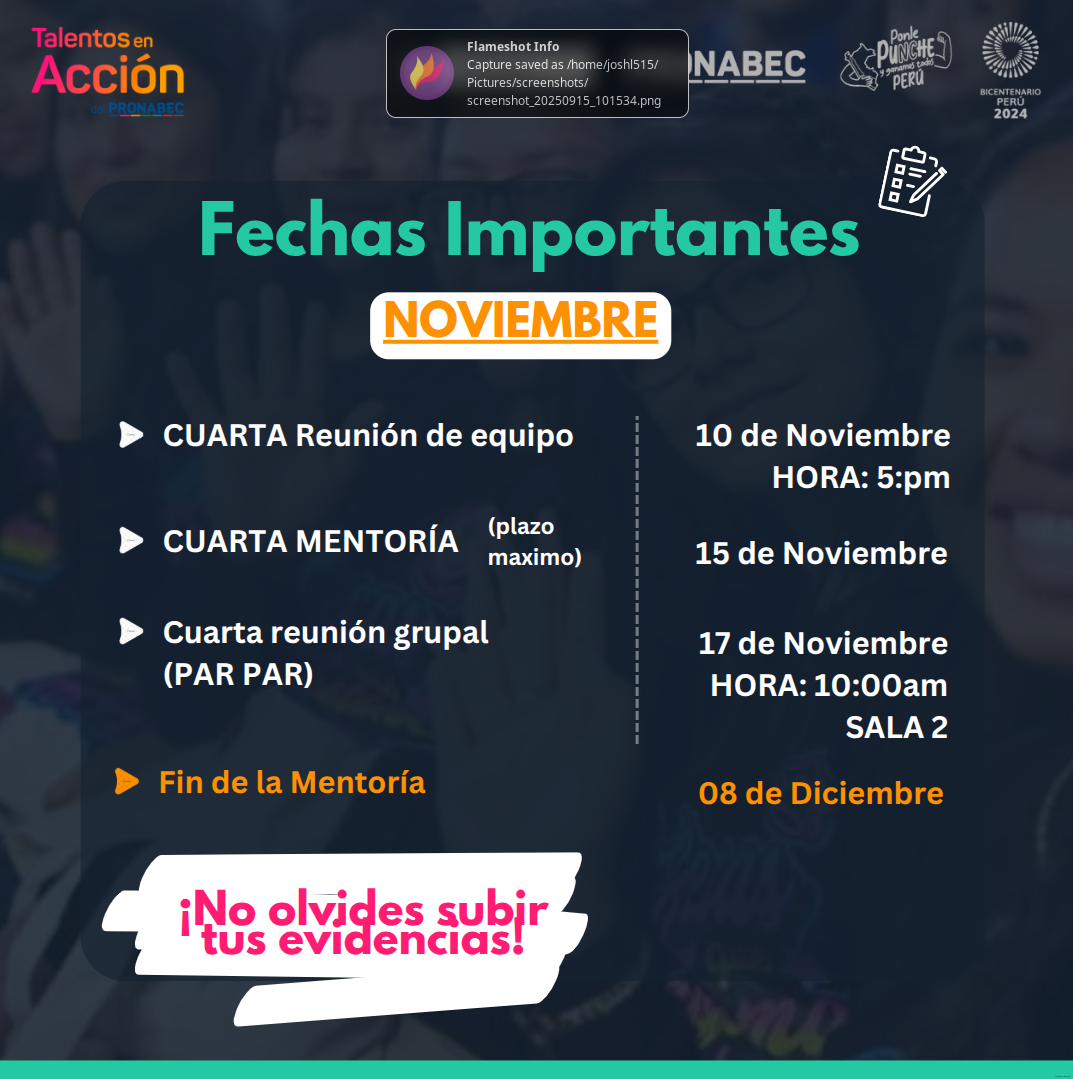 Talentos en
Acción
del PRONABEC
Flameshot Info
Capture saved as /home/joshl515/
Pictures/screenshots/
screenshot_20250915_101534.png
NABEC
Ponle
PUNCHE
y ganamos todos
PERÚ
BICENTENARIO
PERÚ
2024
Fechas Importantes
NOVIEMBRE
CUARTA Reunión de equipo
10 de Noviembre
HORA: 5:pm
CUARTA MENTORÍA
(plazo
maximo)
15 de Noviembre
Cuarta reunión grupal
(PAR PAR)
17 de Noviembre
HORA: 10:00am
SALA 2
Fin de la Mentoría
08 de Diciembre
¡No olvides subir
tus evidencias!